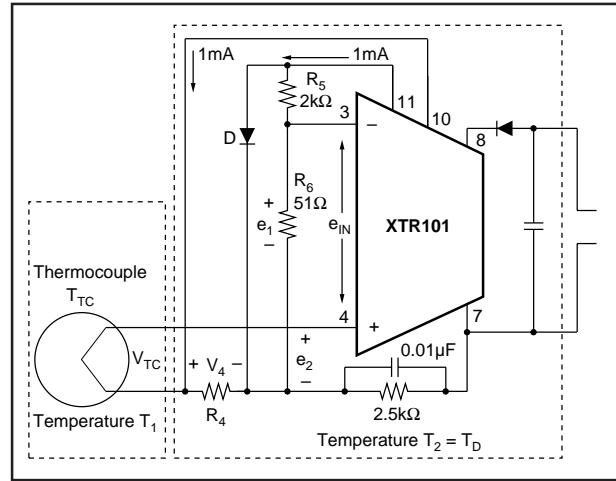 1mA
1mA
R5
2kΩ
11
10
3
−
8
D
R6
51Ω
+
e1
−
eIN
XTR101
Thermocouple
TTC
4
+
7
+
e2
−
0.01µF
VTC
+ V4 −
R4
2.5kΩ
Temperature T1
Temperature T2 = TD